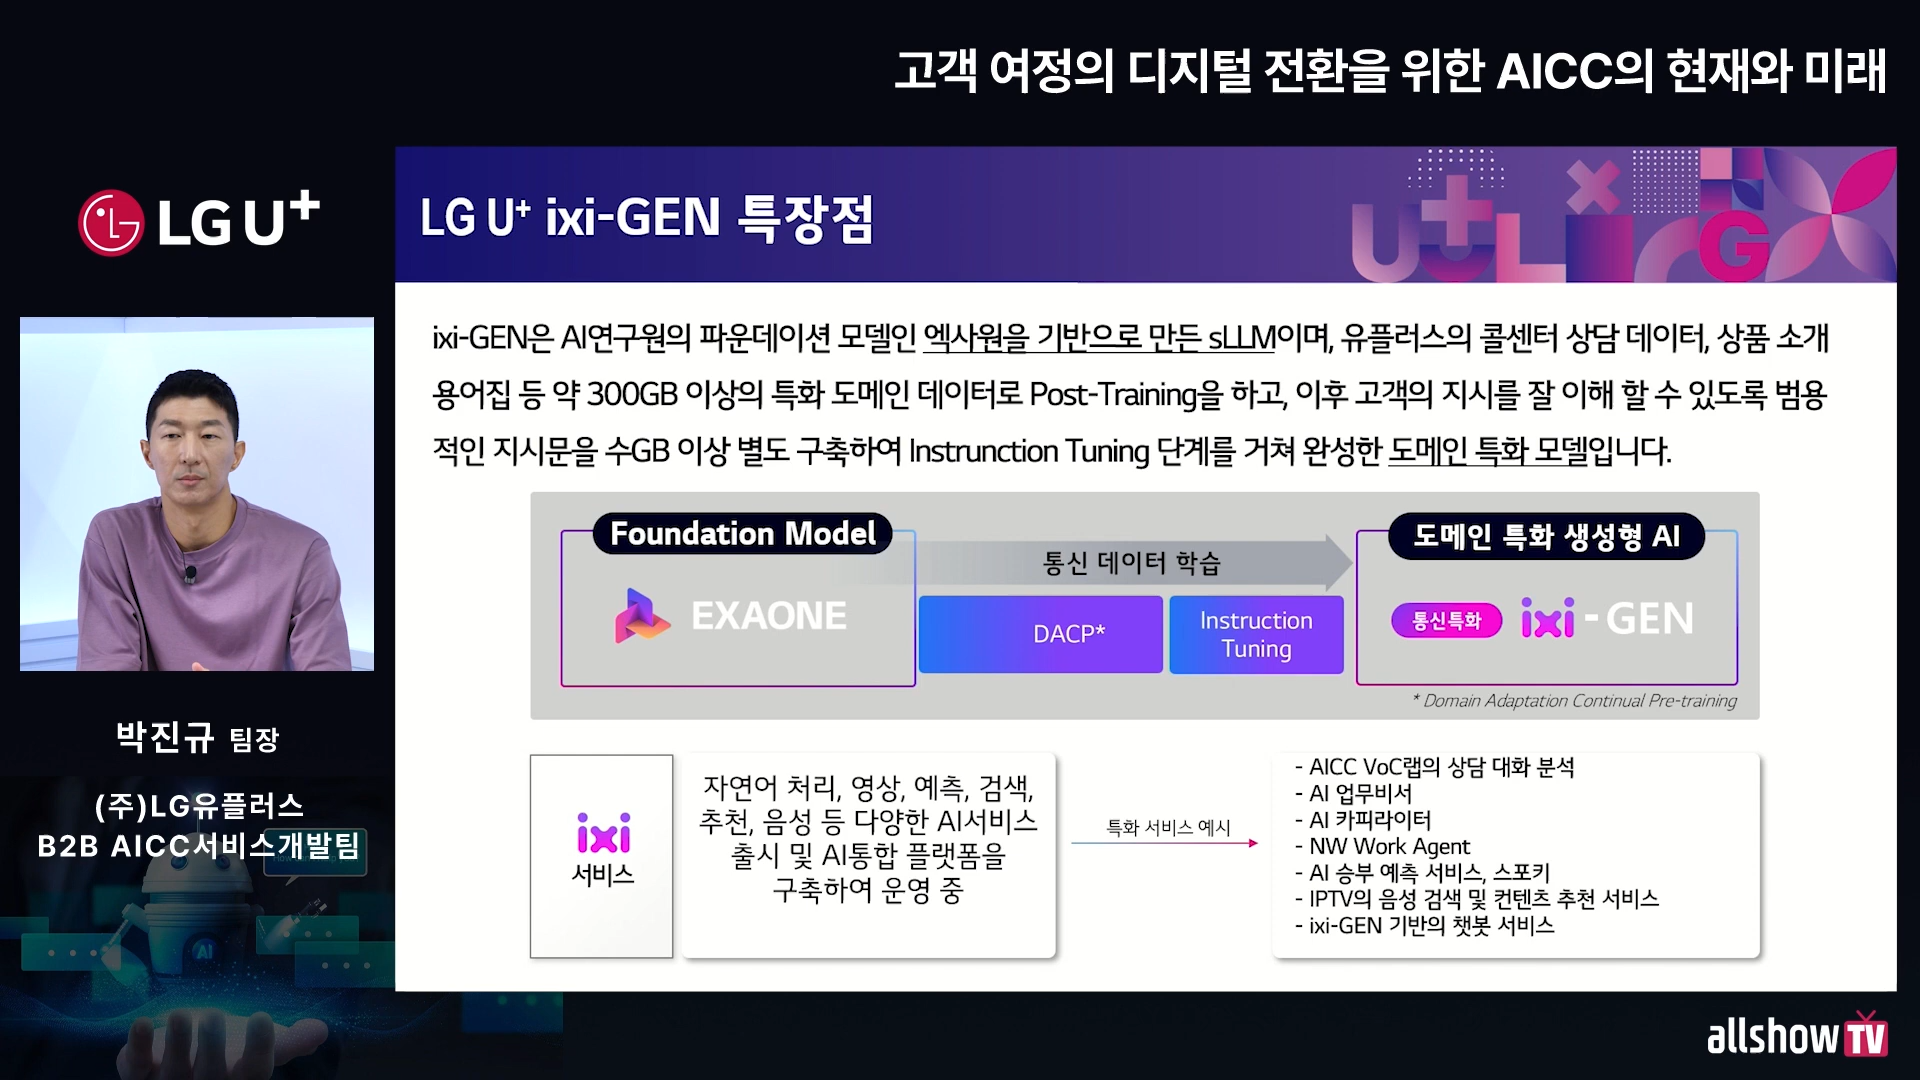 고객 여정의 디지털 전환을 위한 AICC의 현재와 미래
LG U+
LG U+ ixi-GEN 특장점
ixi-GEN은 AI연구원의 파운데이션 모델인 엑사원을 기반으로 만든 sLLM이며, 유플러스의 콜센터 상담 데이터, 상품 소개
용어집 등 약 300GB 이상의 특화 도메인 데이터로 Post-Training을 하고, 이후 고객의 지시를 잘 이해 할 수 있도록 범용
적인 지시문을 수GB 이상 별도 구축하여 Instrunction Tuning 단계를 거쳐 완성한 도메인 특화 모델입니다.
Foundation Model
EXAONE
통신 데이터 학습
DACP*
Instruction
Tuning
도메인 특화 생성형 AI
통신특화 ixi-GEN
* Domain Adaptation Continual Pre-training
ixi
서비스
자연어 처리, 영상, 예측, 검색,
추천, 음성 등 다양한 AI서비스
출시 및 AI통합 플랫폼을
구축하여 운영 중
특화 서비스 예시
- AICC VoC랩의 상담 대화 분석
- AI 업무비서
- AI 카피라이터
- NW Work Agent
- AI 승부 예측 서비스, 스포키
- IPTV의 음성 검색 및 컨텐츠 추천 서비스
- ixi-GEN 기반의 챗봇 서비스
박진규 팀장
(주)LG유플러스
B2B AICC서비스개발팀
AI
allshow TV